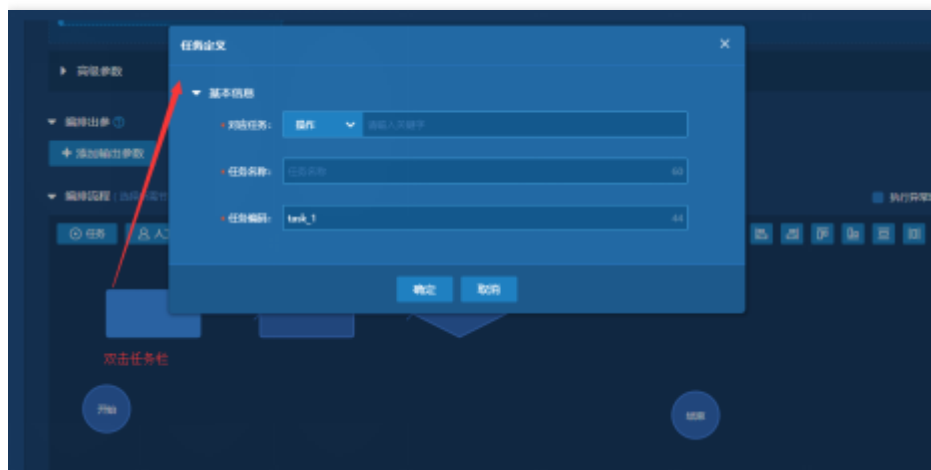 任务定义
×
高级参数
基本信息
编排出参
对应任务：
操作
请输入关键字
添加输出参数
任务名称：
任务名称
60
编排流程
执行异常
任务编码：
task_1
44
任务
人工
确定
取消
双击任务栏
开始
结束